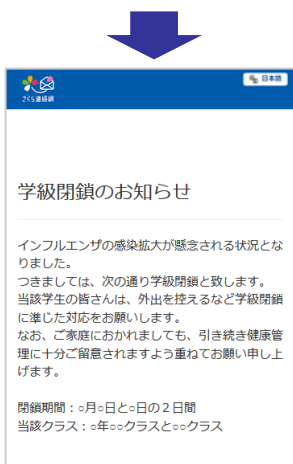 さくら連絡網
日本語
学級閉鎖のお知らせ
インフルエンザの感染拡大が懸念される状況とな
りました。
つきましては、次の通り学級閉鎖と致します。
当該学生の皆さんは、外出を控えるなど学級閉鎖
に準じた対応をお願いします。
なお、ご家庭におかれましても、引き続き健康管
理に十分ご留意されますよう重ねてお願い申し上
げます。
閉鎖期間：○月○日と○日の２日間
当該クラス：○年○○クラスと○○クラス